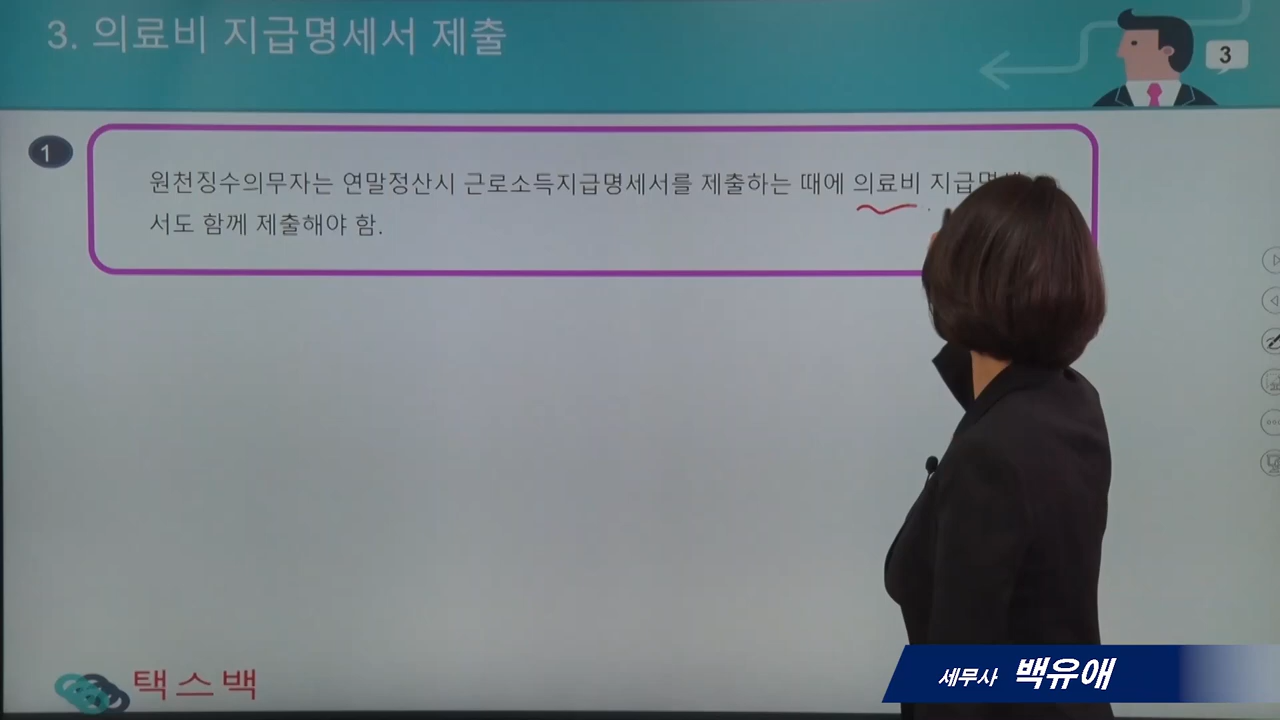 3. 의료비 지급명세서 제출
3
1
원천징수의무자는 연말정산시 근로소득지급명세서를 제출하는 때에 의료비 지급명세
서도 함께 제출해야 함.
택스백
세무사 백유애